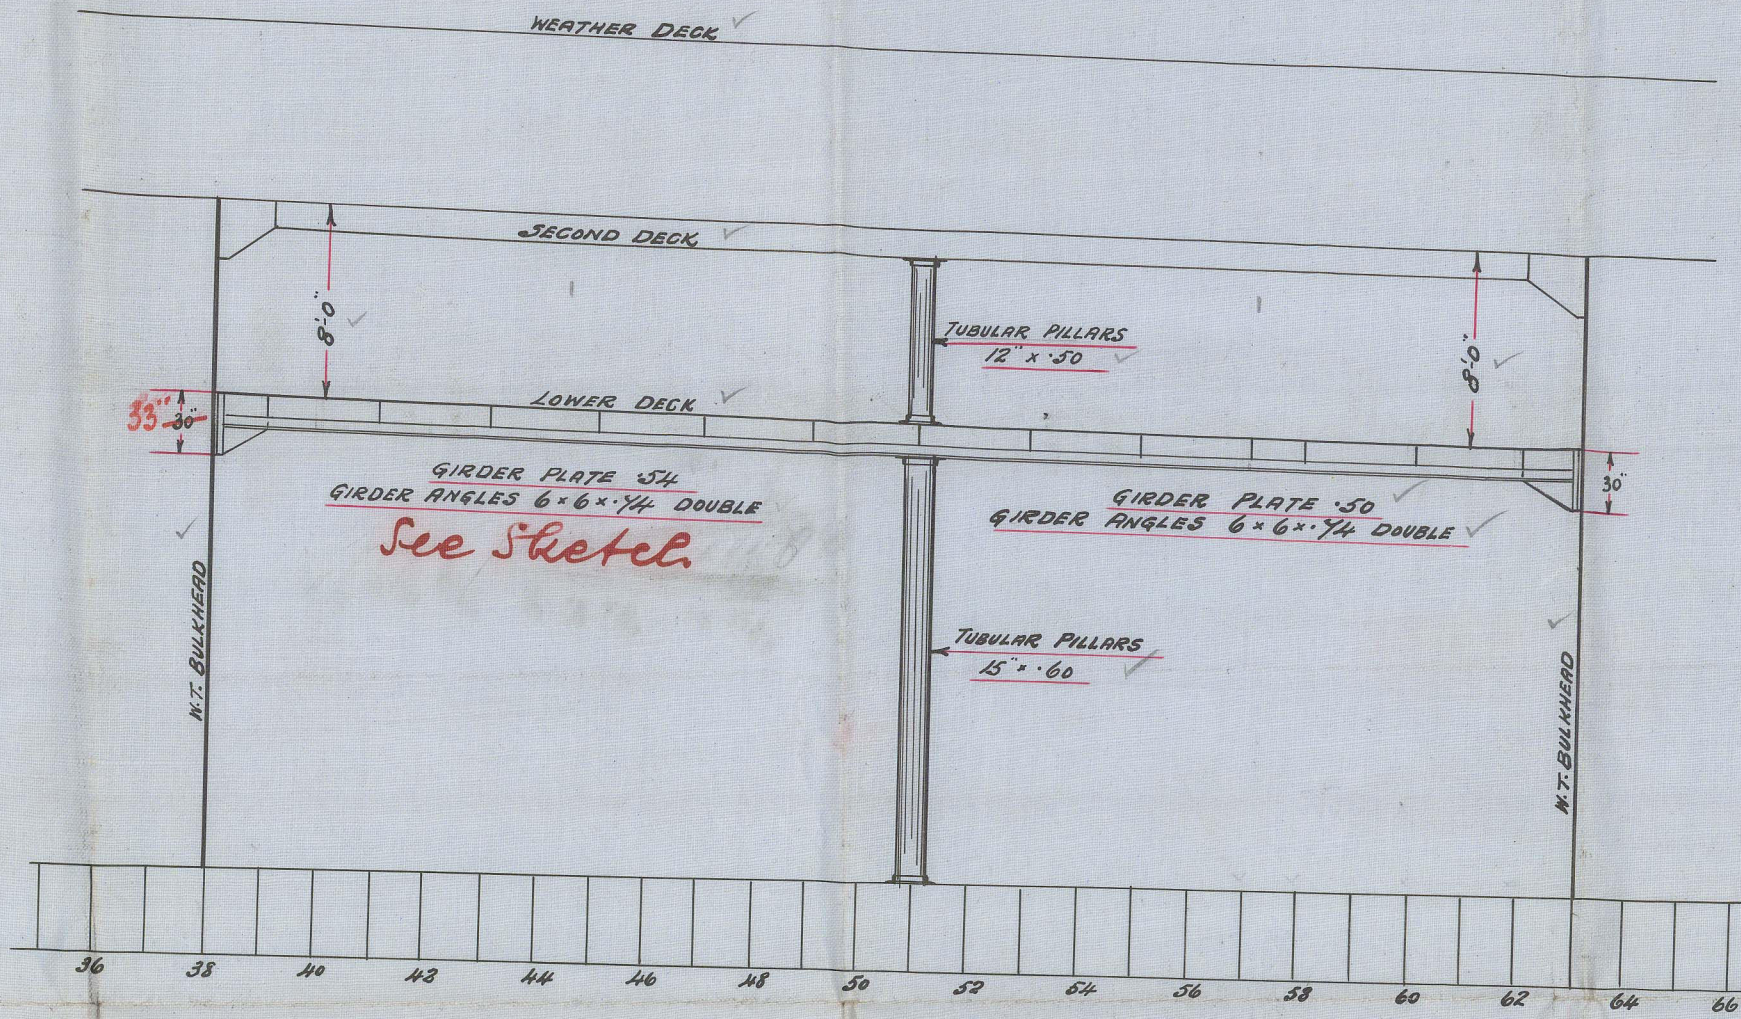 WEATHER DECK
SECOND DECK
8'-0"
8'-0"
TUBULAR PILLARS
12" x .50
LOWER DECK
33"
30"
30"
GIRDER PLATE .54
GIRDER ANGLES 6 x 6 x .74 DOUBLE
See Sketch
GIRDER PLATE .50
GIRDER ANGLES 6 x 6 x .74 DOUBLE
W.T. BULKHEAD
TUBULAR PILLARS
15" x .60
W.T. BULKHEAD
36 38 40 42 44 46 48 50 52 54 56 58 60 62 64 66